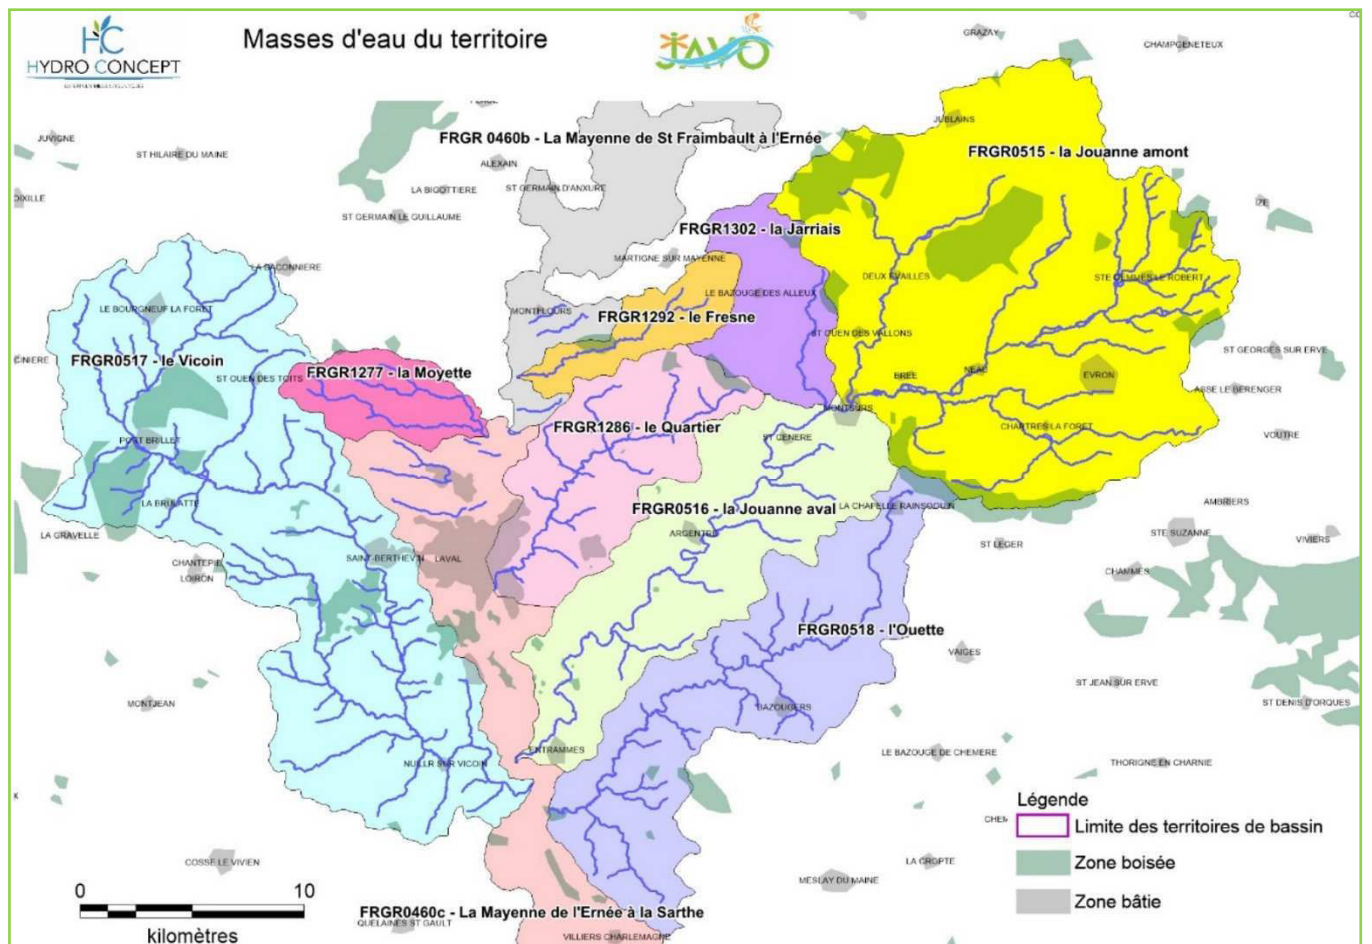 HC
HYDRO CONCEPT
Masses d'eau du territoire
JAVO
GRAZAY
CHAMPGENETEUX
JUVIGNE
ST HILAIRE DU MAINE
FRGR 0460b - La Mayenne de St Fraimbault à l'Ernée
JUBLAINS
FRGR0515 - la Jouanne amont
ALEXAIN
LA BIGOTTIERE
ST GERMAIN D'ANXURE
IZE
ST GERMAIN LE GUILLAUME
FRGR1302 - la Jarriais
MARTIGNE SUR MAYENNE
LA BACONNIERE
DEUX EVAILLES
STE GEMMES LE ROBERT
LE BAZOUGE DES ALLEUX
LE BOURGNEUF LA FORET
MONTFLOURS
FRGR1292 - le Fresne
ST OUEN DES VALLONS
ST GEORGES SUR ERVE
FRGR0517 - le Vicoin
FRGR1277 - la Moyette
ST OUEN DES TOITS
BREE
NEAU
EVRON
ASSE LE BERENGER
MONTSURS
FRGR1286 - le Quartier
CHARTRES LA FORET
ST CENERE
VOUTRE
PORT BRILLET
LA BRULATTE
FRGR0516 - la Jouanne aval
LA CHAPELLE RAINSOUIN
AMBRIERS
LA GRAVELLE
ARGENTRE
ST LEGER
STE SUZANNE
VIVIERS
SAINT-BERTHEVIN
LAVAL
CHANTEPIE
LOIRON
CHAMMES
FRGR0518 - l'Ouette
VAIGES
ST JEAN SUR ERVE
MONTJEAN
BAZOUGERS
ST DENIS D'ORQUES
ENTRAMMES
LE BAZOUGE DE CHEMERE
NUILLR SUR VICOIN
THORIGNE EN CHARNIE
Légende
Limite des territoires de bassin
CHEM
Zone boisée
COSSE LE VIVIEN
LA CROPTE
MESLAY DU MAINE
Zone bâtie
0 10
kilomètres
FRGR0460c - La Mayenne de l'Ernée à la Sarthe
QUELAINES ST GAULT
VILLIERS CHARLEMAGNE